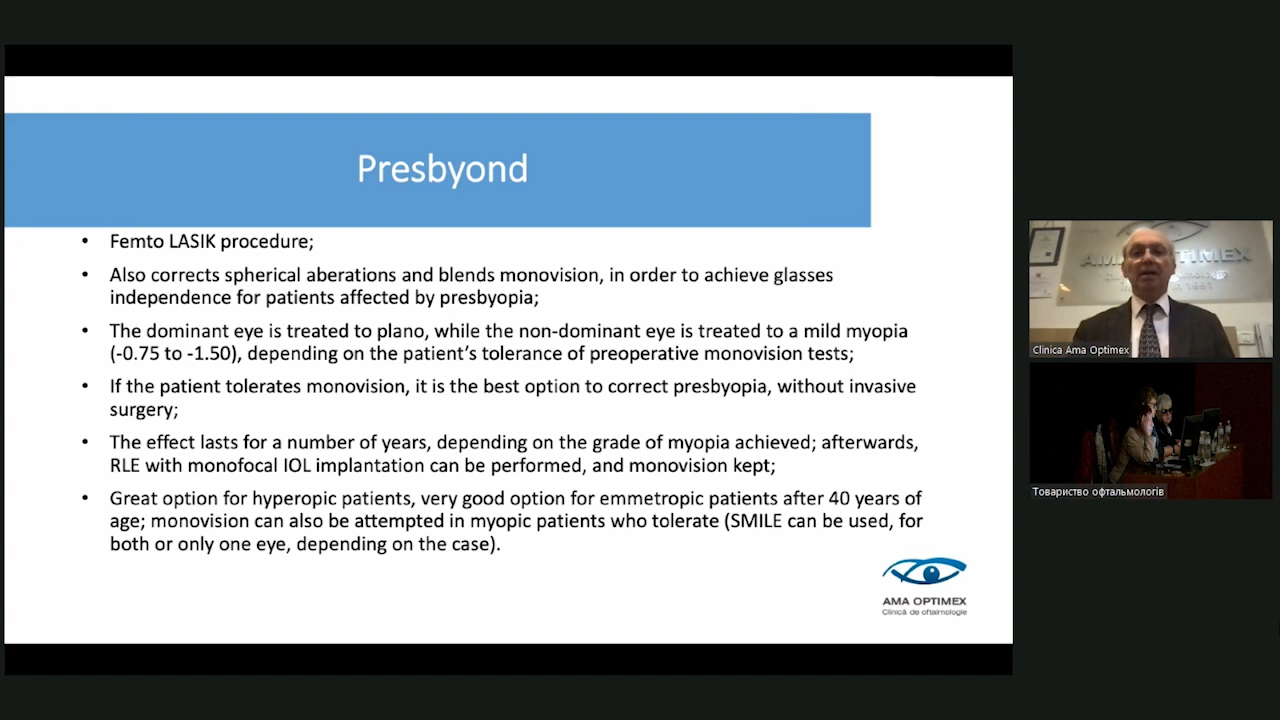 Presbyond
• Femto LASIK procedure;
• Also corrects spherical aberations and blends monovision, in order to achieve glasses
independence for patients affected by presbyopia;
• The dominant eye is treated to plano, while the non-dominant eye is treated to a mild myopia
(-0.75 to -1.50), depending on the patient's tolerance of preoperative monovision tests;
• If the patient tolerates monovision, it is the best option to correct presbyopia, without invasive
surgery;
• The effect lasts for a number of years, depending on the grade of myopia achieved; afterwards,
RLE with monofocal IOL implantation can be performed, and monovision kept;
• Great option for hyperopic patients, very good option for emmetropic patients after 40 years of
age; monovision can also be attempted in myopic patients who tolerate (SMILE can be used, for
both or only one eye, depending on the case).
AMA OPTIMEX
Clinică de oftalmologie
Clinica Ama Optimex
Товариство офтальмологів